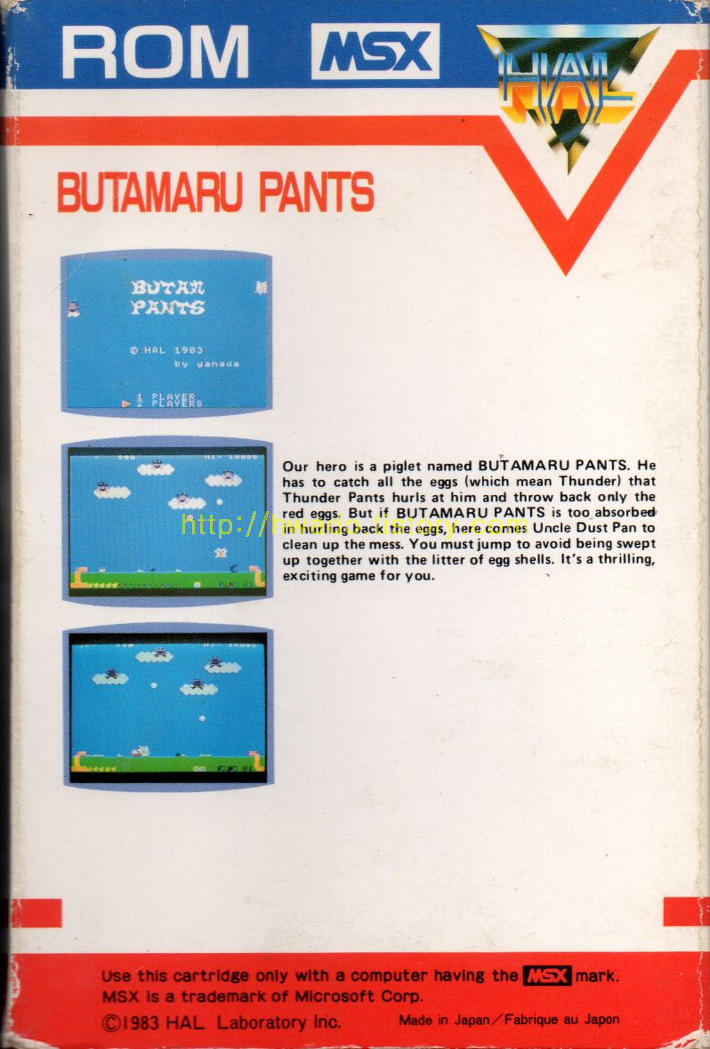 ROM
MSX
HAL
BUTAMARU PANTS
BUTAM
PANTS
© HAL 1983
by yanada
1 PLAYER
2 PLAYERS
Our hero is a piglet named BUTAMARU PANTS. He
has to catch all the eggs (which mean Thunder) that
Thunder Pants hurls at him and throw back only the
red eggs. But if BUTAMARU PANTS is too absorbed
in hurling back the eggs, here comes Uncle Dust Pan to
clean up the mess. You must jump to avoid being swept
up together with the litter of egg shells. It's a thrilling,
exciting game for you.
Use this cartridge only with a computer having the MSX mark.
MSX is a trademark of Microsoft Corp.
©1983 HAL Laboratory Inc.
Made in Japan/Fabrique au Japon